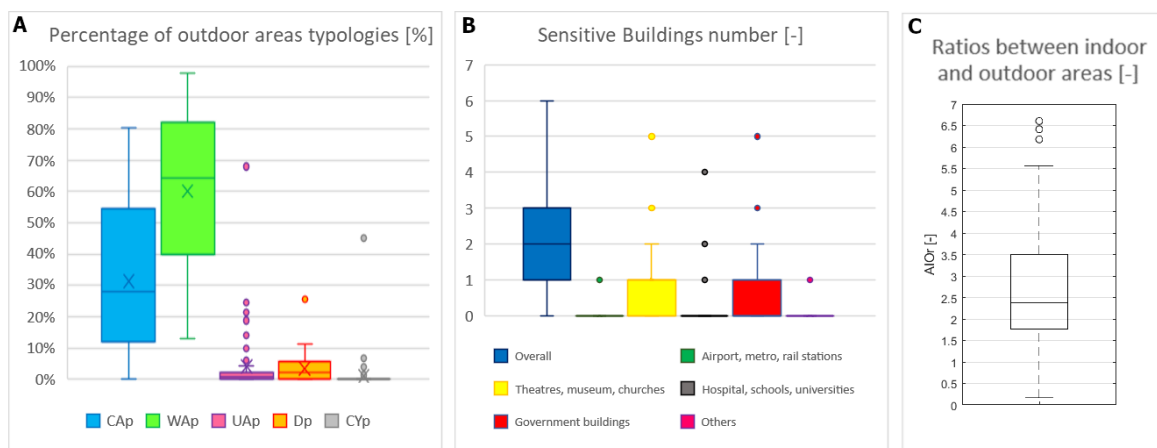 A
Percentage of outdoor areas typologies [%]
100%
90%
80%
70%
60%
50%
40%
30%
20%
10%
0%
CAp
WAp
UAp
Dp
CYp
B
Sensitive Buildings number [-]
7
6
5
4
3
2
1
0
Overall
Airport, metro, rail stations
Theatres, museum, churches
Hospital, schools, universities
Government buildings
Others
C
Ratios between indoor
and outdoor areas [-]
AIOr [-]
7
6.5
6
5.5
5
4.5
4
3.5
3
2.5
2
1.5
1
0.5
0